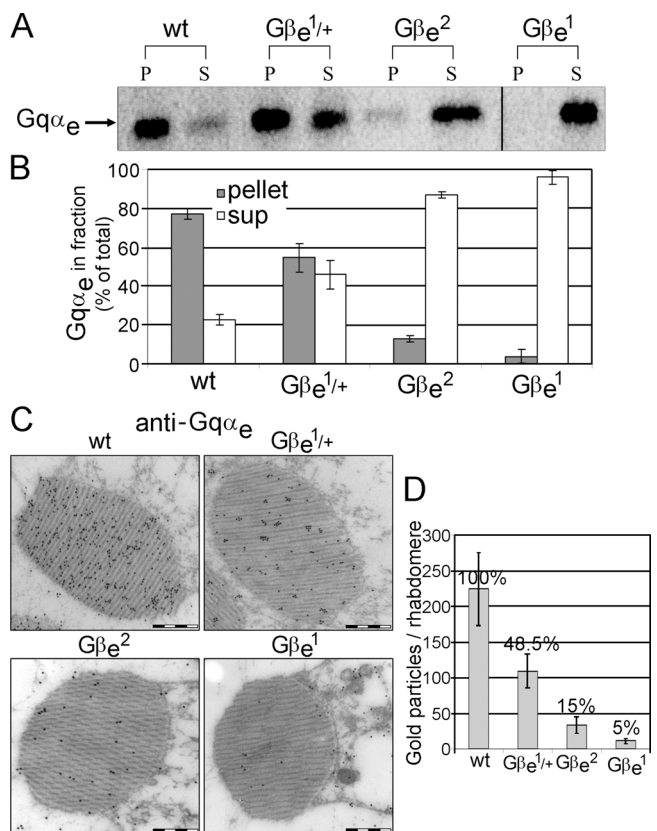 A
wt Gβe¹/+ Gβe² Gβe¹
P S P S P S P S
Gqαe
B
100
80
60
40
20
0
Gqαe in fraction
(% of total)
pellet
sup
wt Gβe¹/+ Gβe² Gβe¹
C anti-Gqαe
wt Gβe¹/+
Gβe² Gβe¹
D
Gold particles / rhabdomere
300
250
200
150
100
50
0
100%
48.5%
15%
5%
wt Gβe¹/+ Gβe² Gβe¹